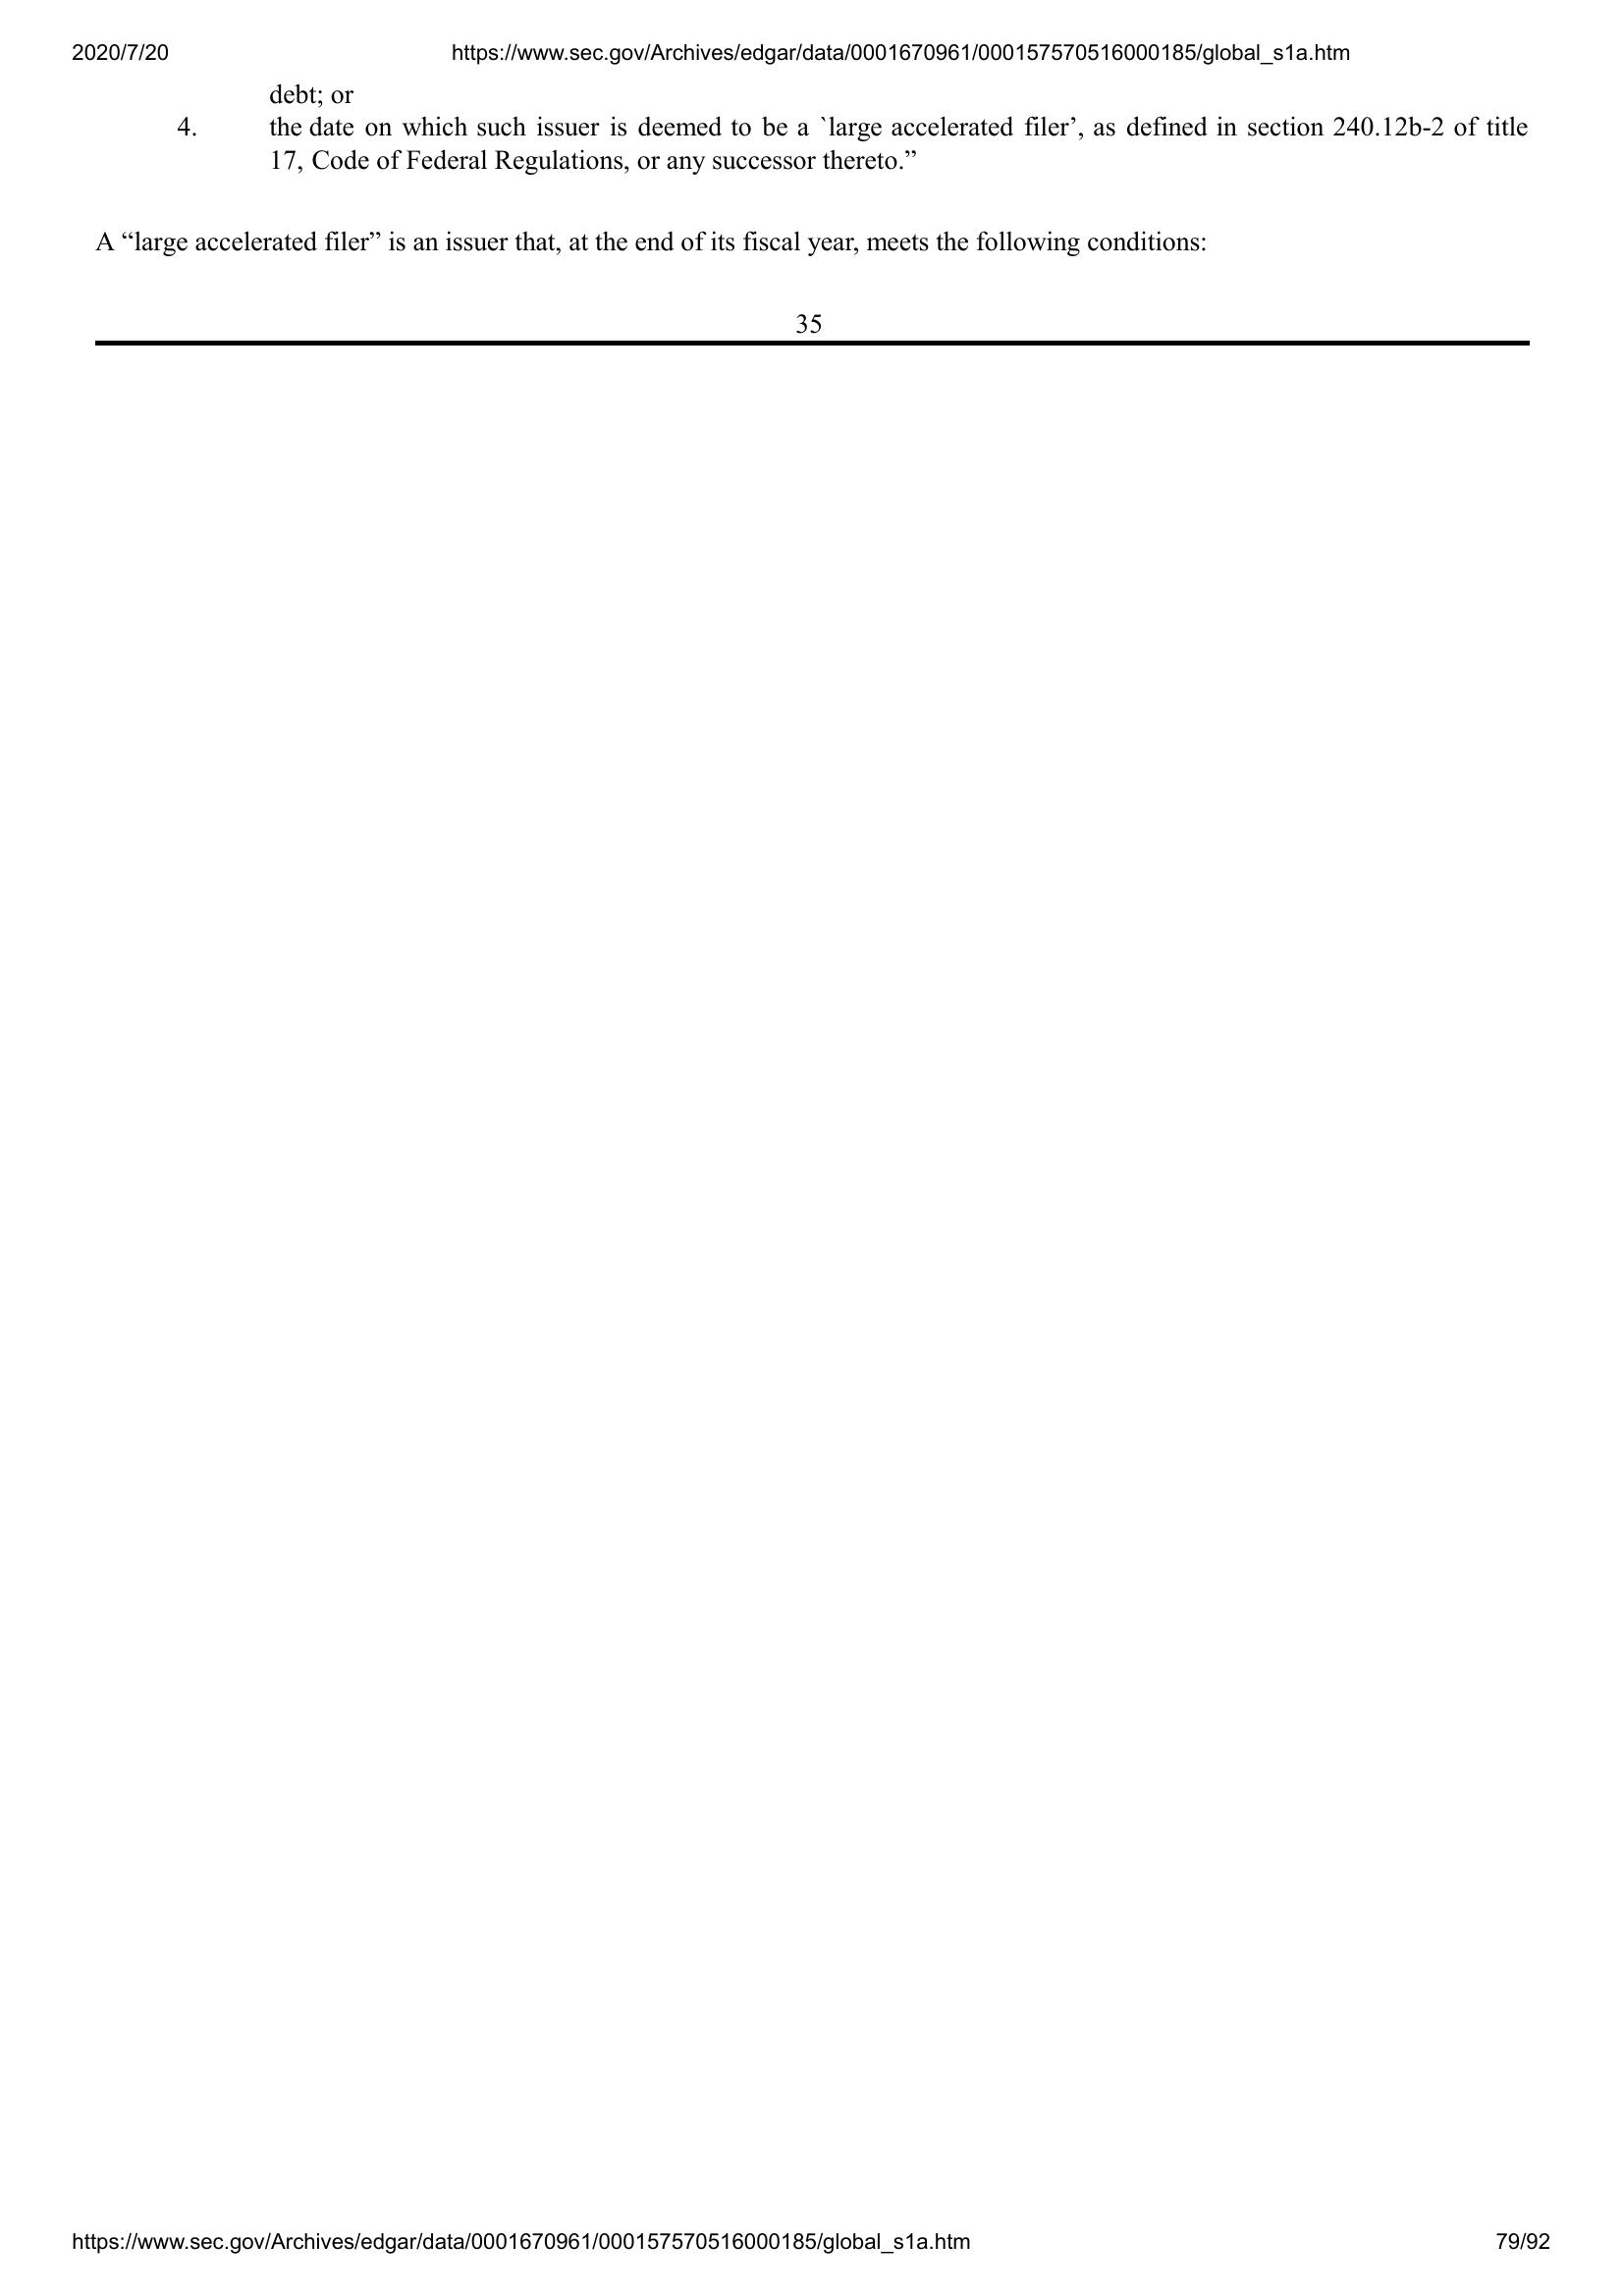 2020/7/20 https://www.sec.gov/Archives/edgar/data/0001670961/000157570516000185/global_s1a.htm
debt; or
4. the date on which such issuer is deemed to be a `large accelerated filer’, as defined in section 240.12b-2 of title
17, Code of Federal Regulations, or any successor thereto.”
A “large accelerated filer” is an issuer that, at the end of its fiscal year, meets the following conditions:
35
https://www.sec.gov/Archives/edgar/data/0001670961/000157570516000185/global_s1a.htm 79/92